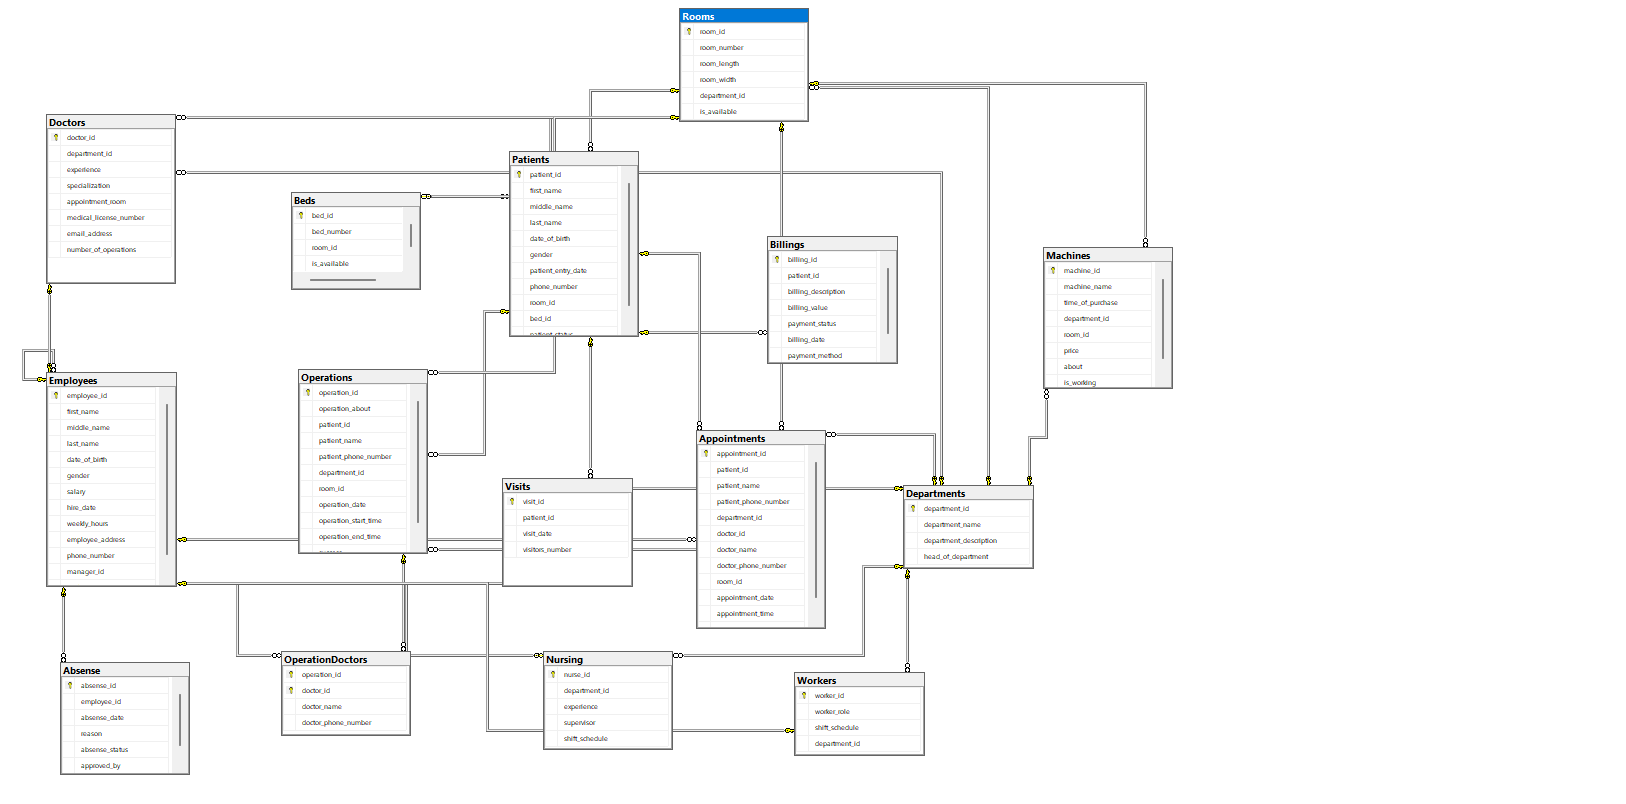 Rooms
room_id
room_number
room_length
room_width
department_id
is_available
Doctors
doctor_id
department_id
experience
specialization
appointment_room
medical_license_number
email_address
number_of_operations
Patients
patient_id
first_name
middle_name
last_name
date_of_birth
gender
patient_entry_date
phone_number
room_id
bed_id
patient_status
Beds
bed_id
bed_number
room_id
is_available
Billings
billing_id
patient_id
billing_description
billing_value
payment_status
billing_date
payment_method
Machines
machine_id
machine_name
time_of_purchase
department_id
room_id
price
about
is_working
Employees
employee_id
first_name
middle_name
last_name
date_of_birth
gender
salary
hire_date
weekly_hours
employee_address
phone_number
manager_id
Operations
operation_id
operation_about
patient_id
patient_name
patient_phone_number
department_id
room_id
operation_date
operation_start_time
operation_end_time
Visits
visit_id
patient_id
visit_date
visitors_number
Appointments
appointment_id
patient_id
patient_name
patient_phone_number
department_id
doctor_id
doctor_name
doctor_phone_number
room_id
appointment_date
appointment_time
Departments
department_id
department_name
department_description
head_of_department
Absense
absense_id
employee_id
absense_date
reason
absense_status
approved_by
OperationDoctors
operation_id
doctor_id
doctor_name
doctor_phone_number
Nursing
nurse_id
department_id
experience
supervisor
shift_schedule
Workers
worker_id
worker_role
shift_schedule
department_id